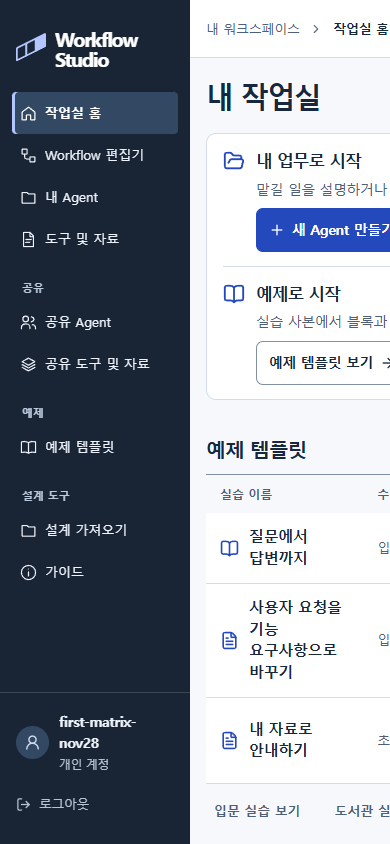 Workflow
Studio
작업실 홈
Workflow 편집기
내 Agent
도구 및 자료
공유
공유 Agent
공유 도구 및 자료
예제
예제 템플릿
설계 도구
설계 가져오기
가이드
first-matrix-
nov28
개인 계정
로그아웃
내 워크스페이스 > 작업실 홈
내 작업실
내 업무로 시작
맡길 일을 설명하거나
+ 새 Agent 만들기
예제로 시작
실습 사본에서 블록과
예제 템플릿 보기 →
예제 템플릿
실습 이름 수
질문에서 입
답변까지
사용자 요청을
기능
요구사항으로 입
바꾸기
내 자료로 초
안내하기
입문 실습 보기 도서관 실